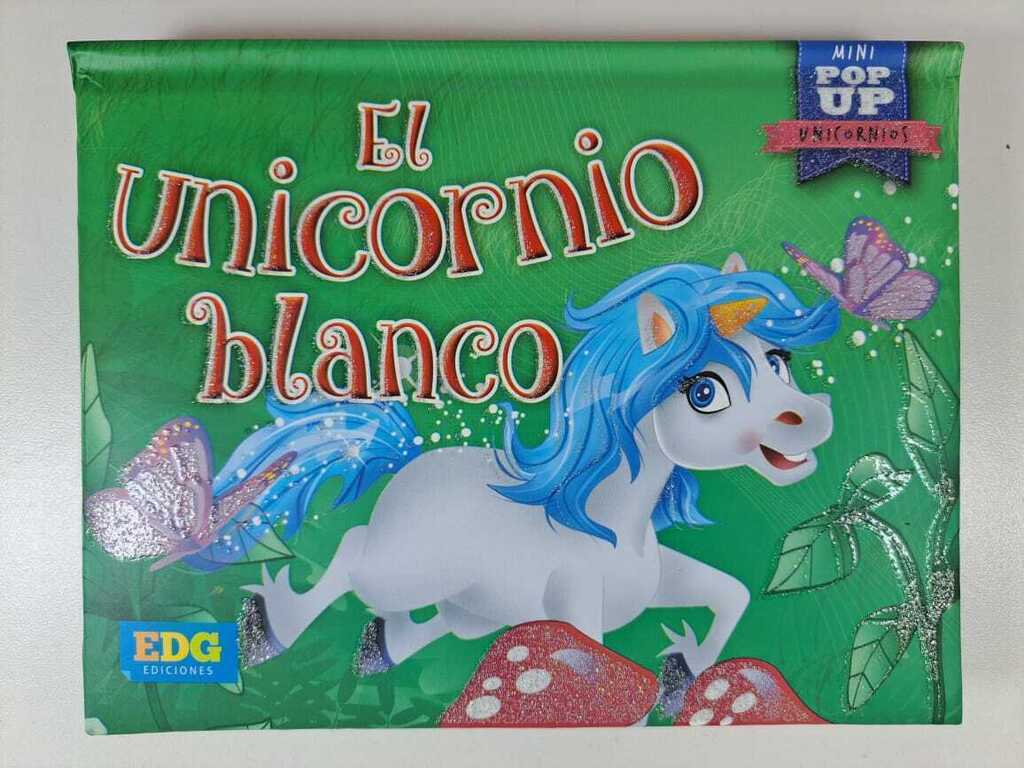 MINI
POP
UP
UNICORNIOS
El
unicornio
blanco
EDG
EDICIONES